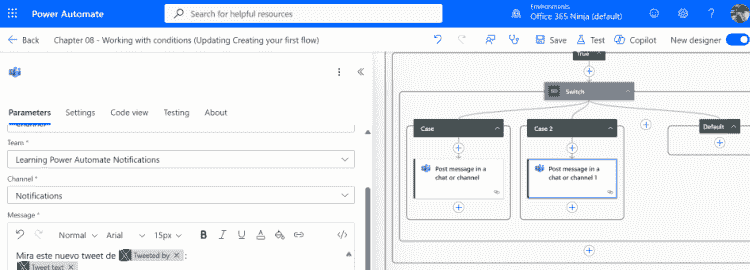 Power Automate
Search for helpful resources
Environments
Office 365 Ninja (default)
Back
Chapter 08 - Working with conditions (Updating Creating your first flow)
Save
Test
Copilot
New designer
Parameters
Settings
Code view
Testing
About
Channel
Team *
Learning Power Automate Notifications
Channel *
Notifications
Message *
Normal
Arial
15px
B I U A </>
Mira este nuevo tweet de Tweeted by × :
Tweet text ×
True
Switch
Case
Post message in a
chat or channel
Case 2
Post message in a
chat or channel 1
Default